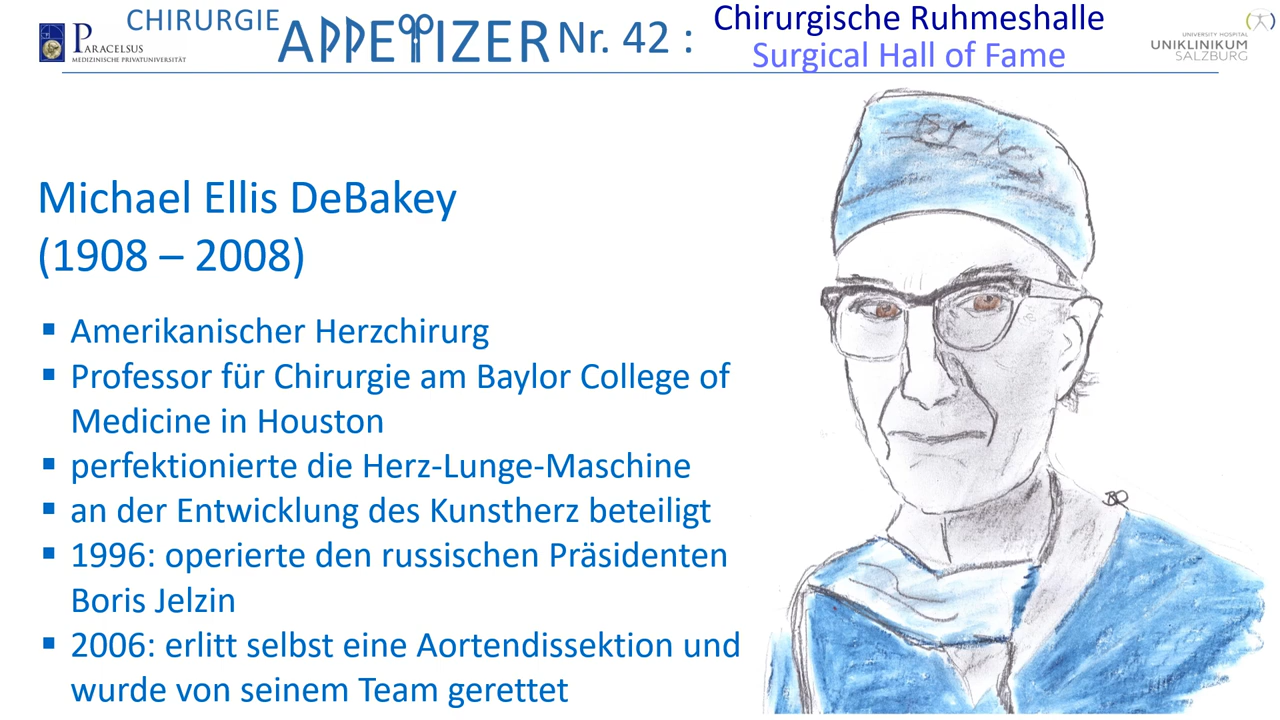 CHIRURGIE
APPETIZER Nr. 42 :
Chirurgische Ruhmeshalle
Surgical Hall of Fame
PARACELSUS
MEDIZINISCHE PRIVATUNIVERSITÄT
UNIVERSITY HOSPITAL
UNIKLINIKUM
SALZBURG
Michael Ellis DeBakey
(1908 – 2008)
▪ Amerikanischer Herzchirurg
▪ Professor für Chirurgie am Baylor College of
Medicine in Houston
▪ perfektionierte die Herz-Lunge-Maschine
▪ an der Entwicklung des Kunstherz beteiligt
▪ 1996: operierte den russischen Präsidenten
Boris Jelzin
▪ 2006: erlitt selbst eine Aortendissektion und
wurde von seinem Team gerettet